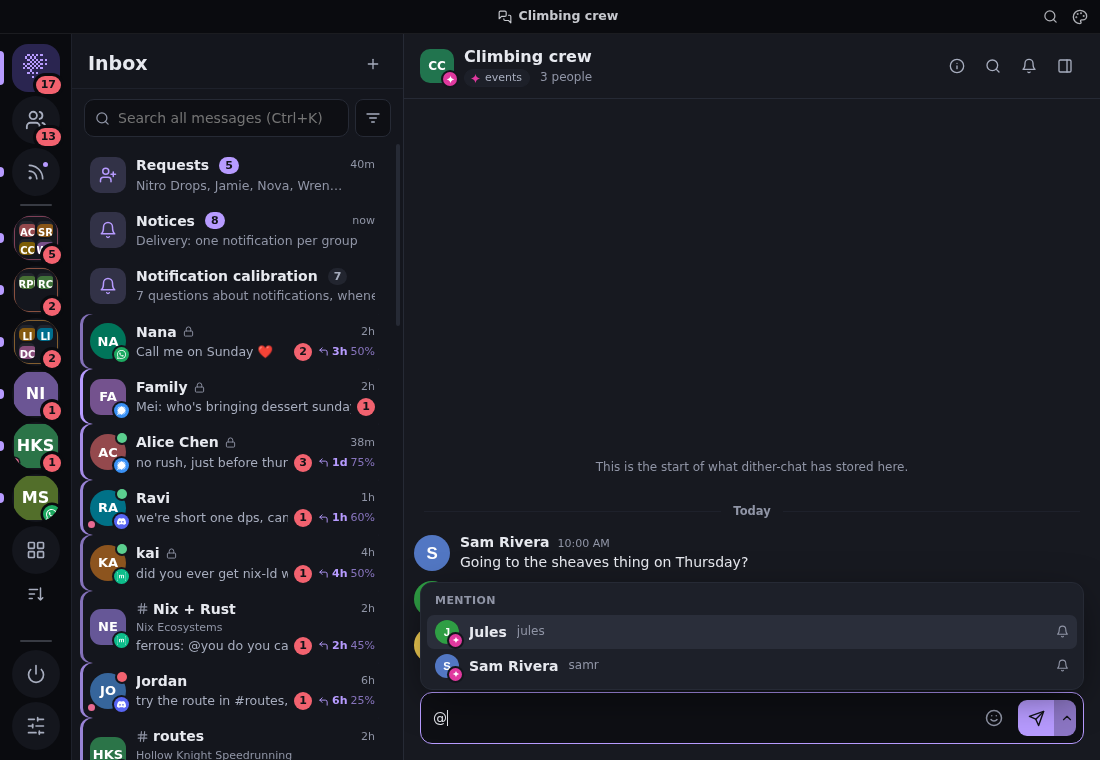 Climbing crew
17
13
5
AC SR
CC
2
RP RC
2
LI LI
DC
NI
1
HKS
1
MS
Inbox
Search all messages (Ctrl+K)
Requests 5 40m
Nitro Drops, Jamie, Nova, Wren…
Notices 8 now
Delivery: one notification per group
Notification calibration 7
7 questions about notifications, whene
NA Nana 2h
Call me on Sunday ❤️ 2 3h 50%
FA Family 2h
Mei: who's bringing dessert sunda 1
AC Alice Chen 38m
no rush, just before thur 3 1d 75%
RA Ravi 1h
we're short one dps, can 1 1h 60%
KA kai 4h
did you ever get nix-ld w 1 4h 50%
NE # Nix + Rust 2h
Nix Ecosystems
ferrous: @you do you ca 1 2h 45%
JO Jordan 6h
try the route in #routes, 1 6h 25%
HKS # routes 2h
Hollow Knight Speedrunning
CC Climbing crew
events 3 people
This is the start of what dither-chat has stored here.
Today
S Sam Rivera 10:00 AM
Going to the sheaves thing on Thursday?
MENTION
J Jules jules
S Sam Rivera samr
@